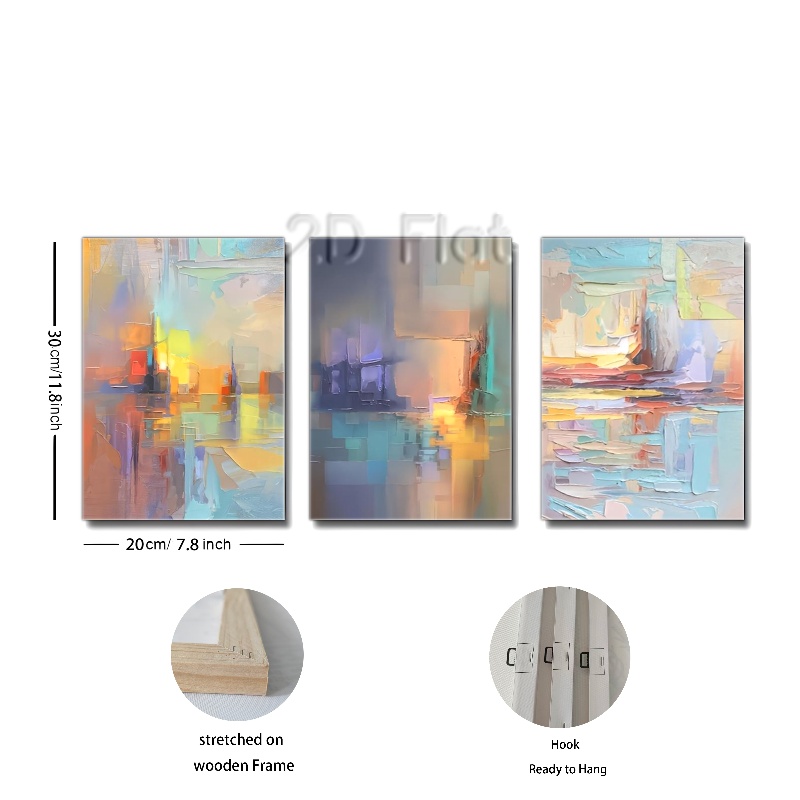 2D Flat
30cm/11.8inch
20cm/ 7.8 inch
stretched on
wooden Frame
Hook
Ready to Hang